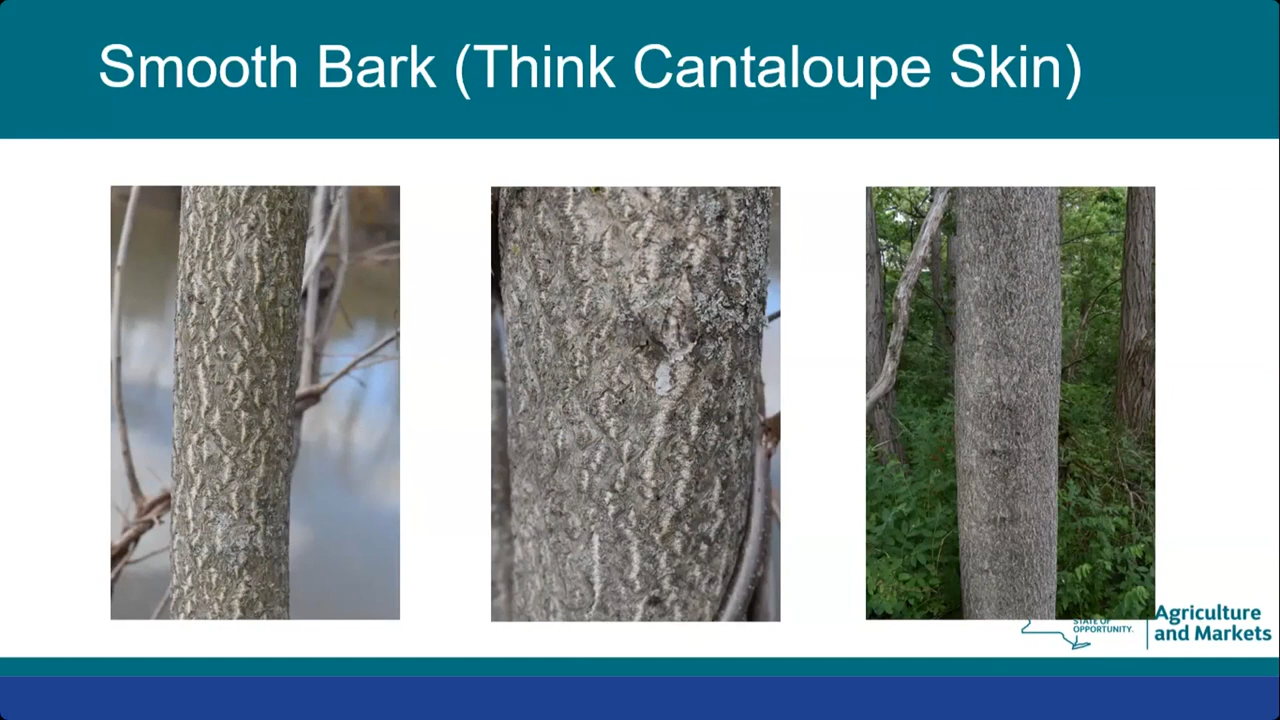 Smooth Bark (Think Cantaloupe Skin)
STATE OF
OPPORTUNITY.
Agriculture
and Markets